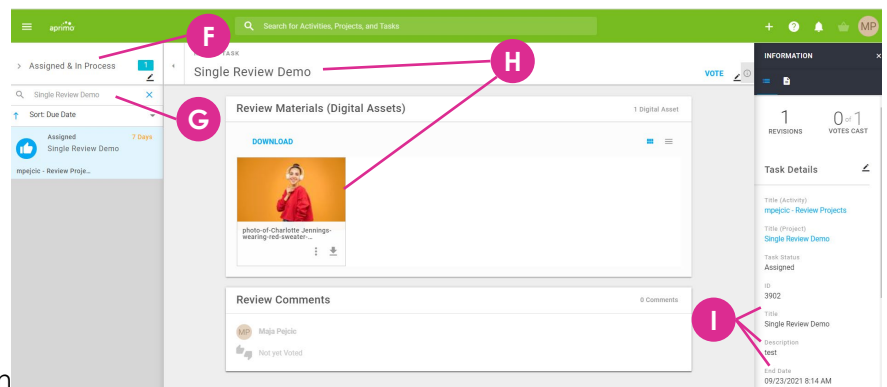 aprimo
Search for Activities, Projects, and Tasks
MP
F
Assigned & In Process
1
TASK
Single Review Demo
H
VOTE
INFORMATION
×
Single Review Demo
×
G
Sort: Due Date
Assigned
7 Days
Single Review Demo
mpejcic - Review Proje...
Review Materials (Digital Assets)
1 Digital Asset
DOWNLOAD
photo-of-Charlotte Jennings-
wearing-red-sweater-...
Review Comments
0 Comments
MP Maja Pejcic
Not yet Voted
1
REVISIONS
0 of 1
VOTES CAST
Task Details
Title (Activity)
mpejcic - Review Projects
Title (Project)
Single Review Demo
Task Status
Assigned
ID
3902
I
Title
Single Review Demo
Description
test
End Date
09/23/2021 8:14 AM